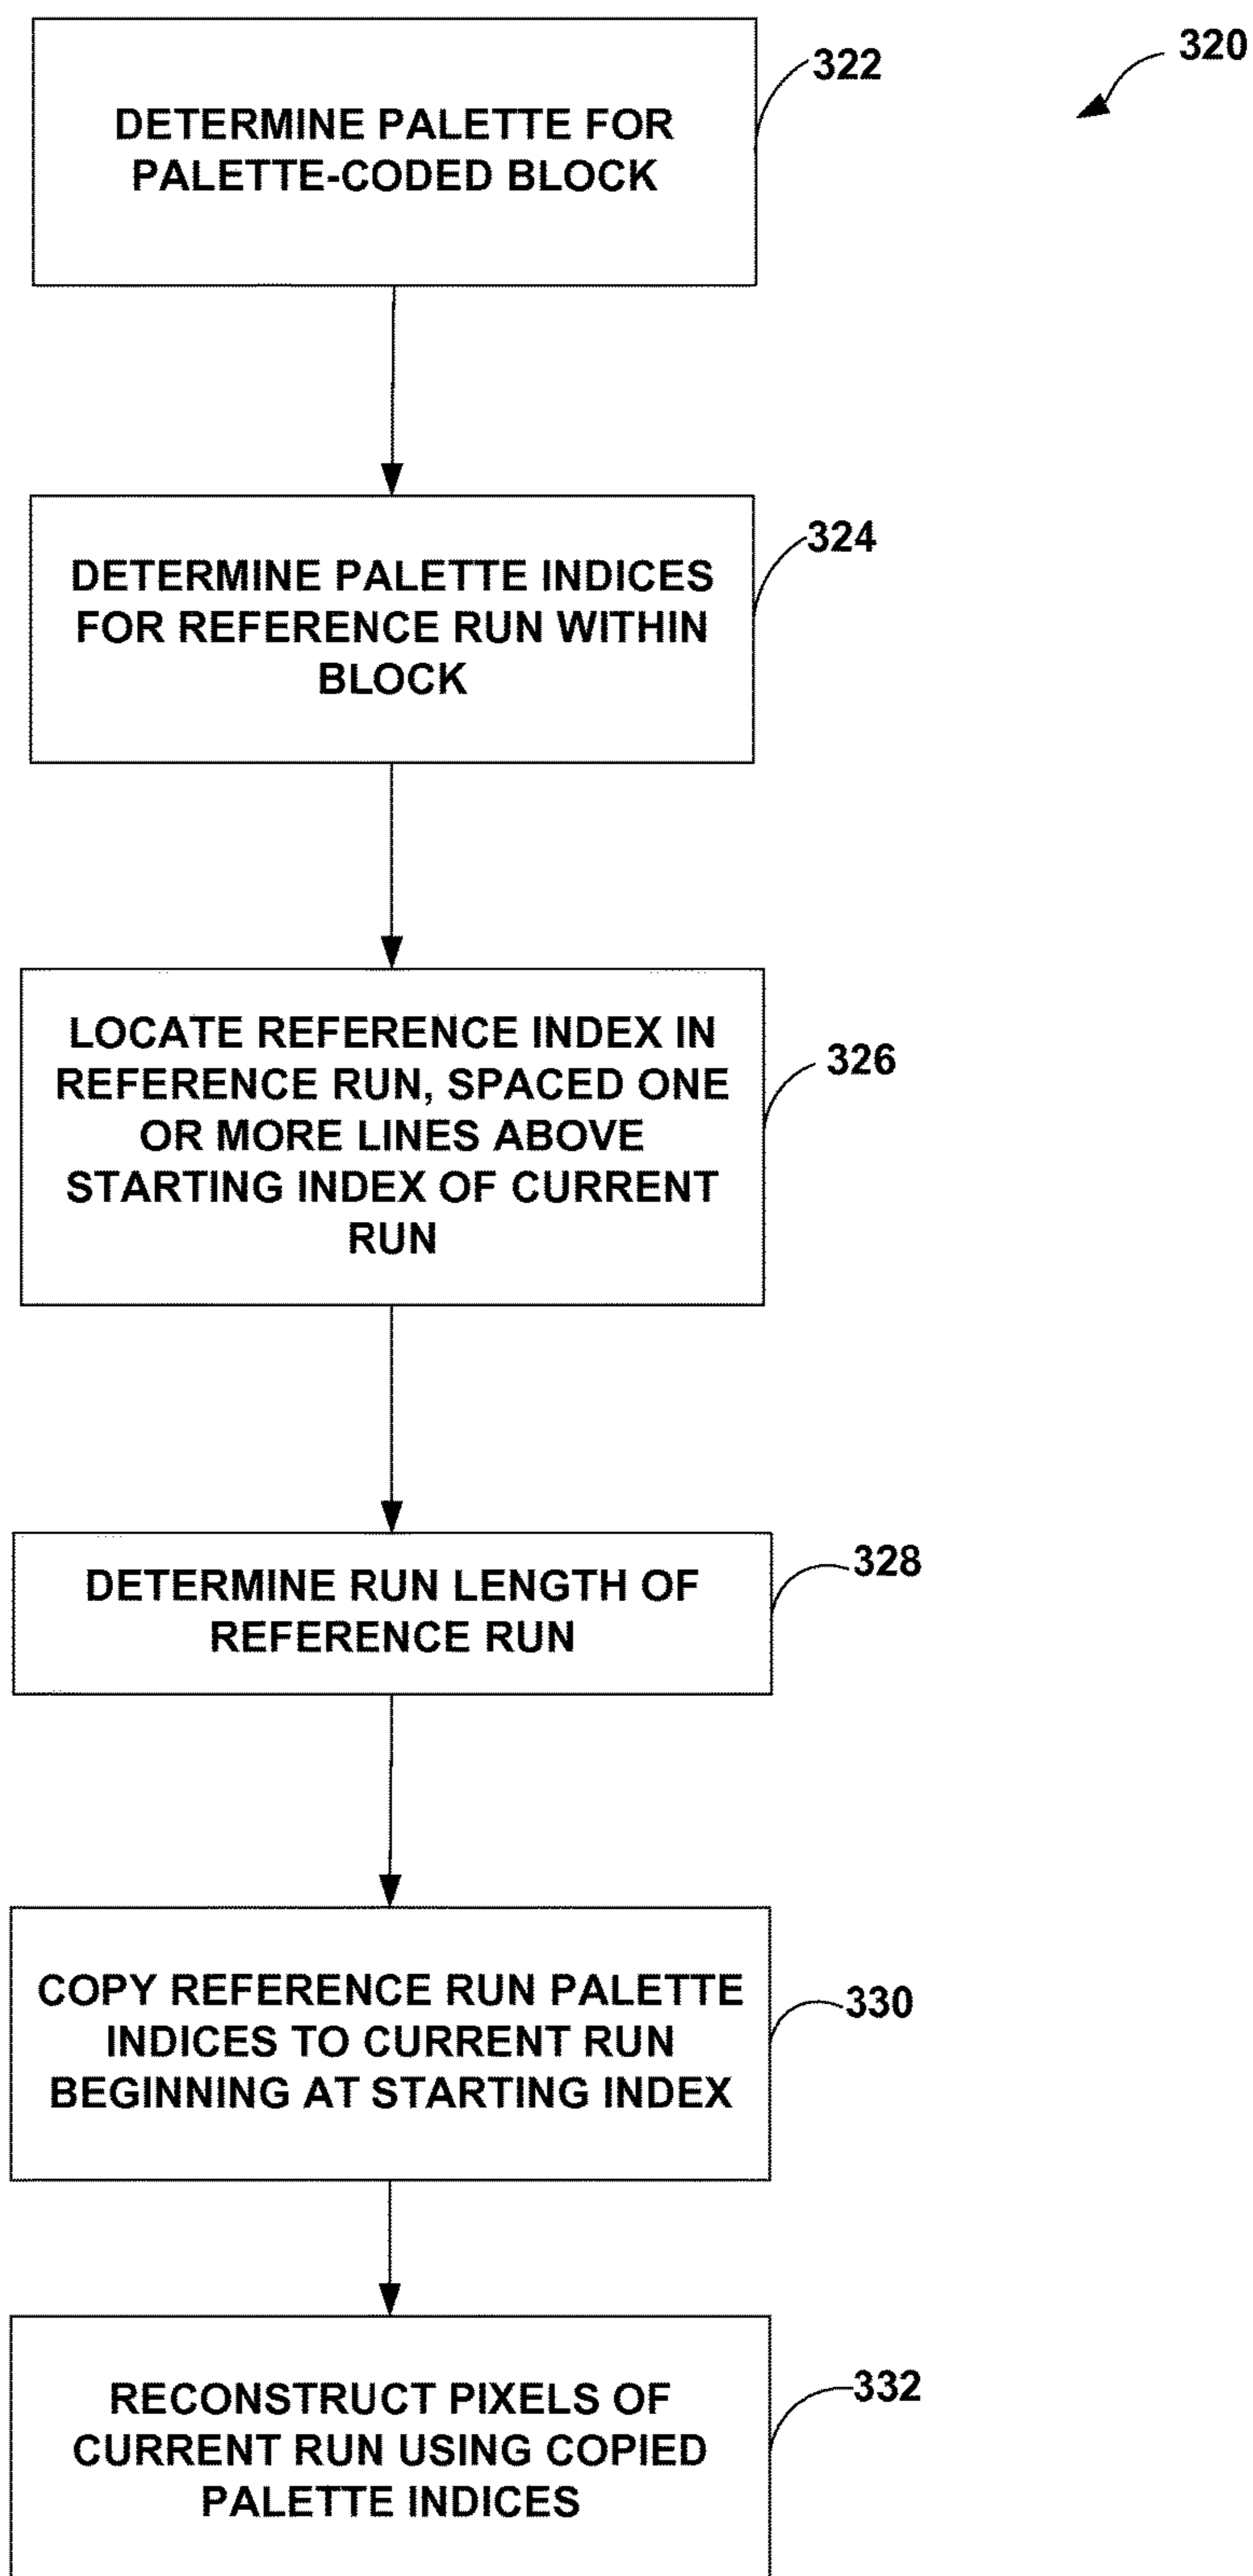 320
322
DETERMINE PALETTE FOR
PALETTE-CODED BLOCK
324
DETERMINE PALETTE INDICES
FOR REFERENCE RUN WITHIN
BLOCK
326
LOCATE REFERENCE INDEX IN
REFERENCE RUN, SPACED ONE
OR MORE LINES ABOVE
STARTING INDEX OF CURRENT
RUN
328
DETERMINE RUN LENGTH OF
REFERENCE RUN
330
COPY REFERENCE RUN PALETTE
INDICES TO CURRENT RUN
BEGINNING AT STARTING INDEX
332
RECONSTRUCT PIXELS OF
CURRENT RUN USING COPIED
PALETTE INDICES